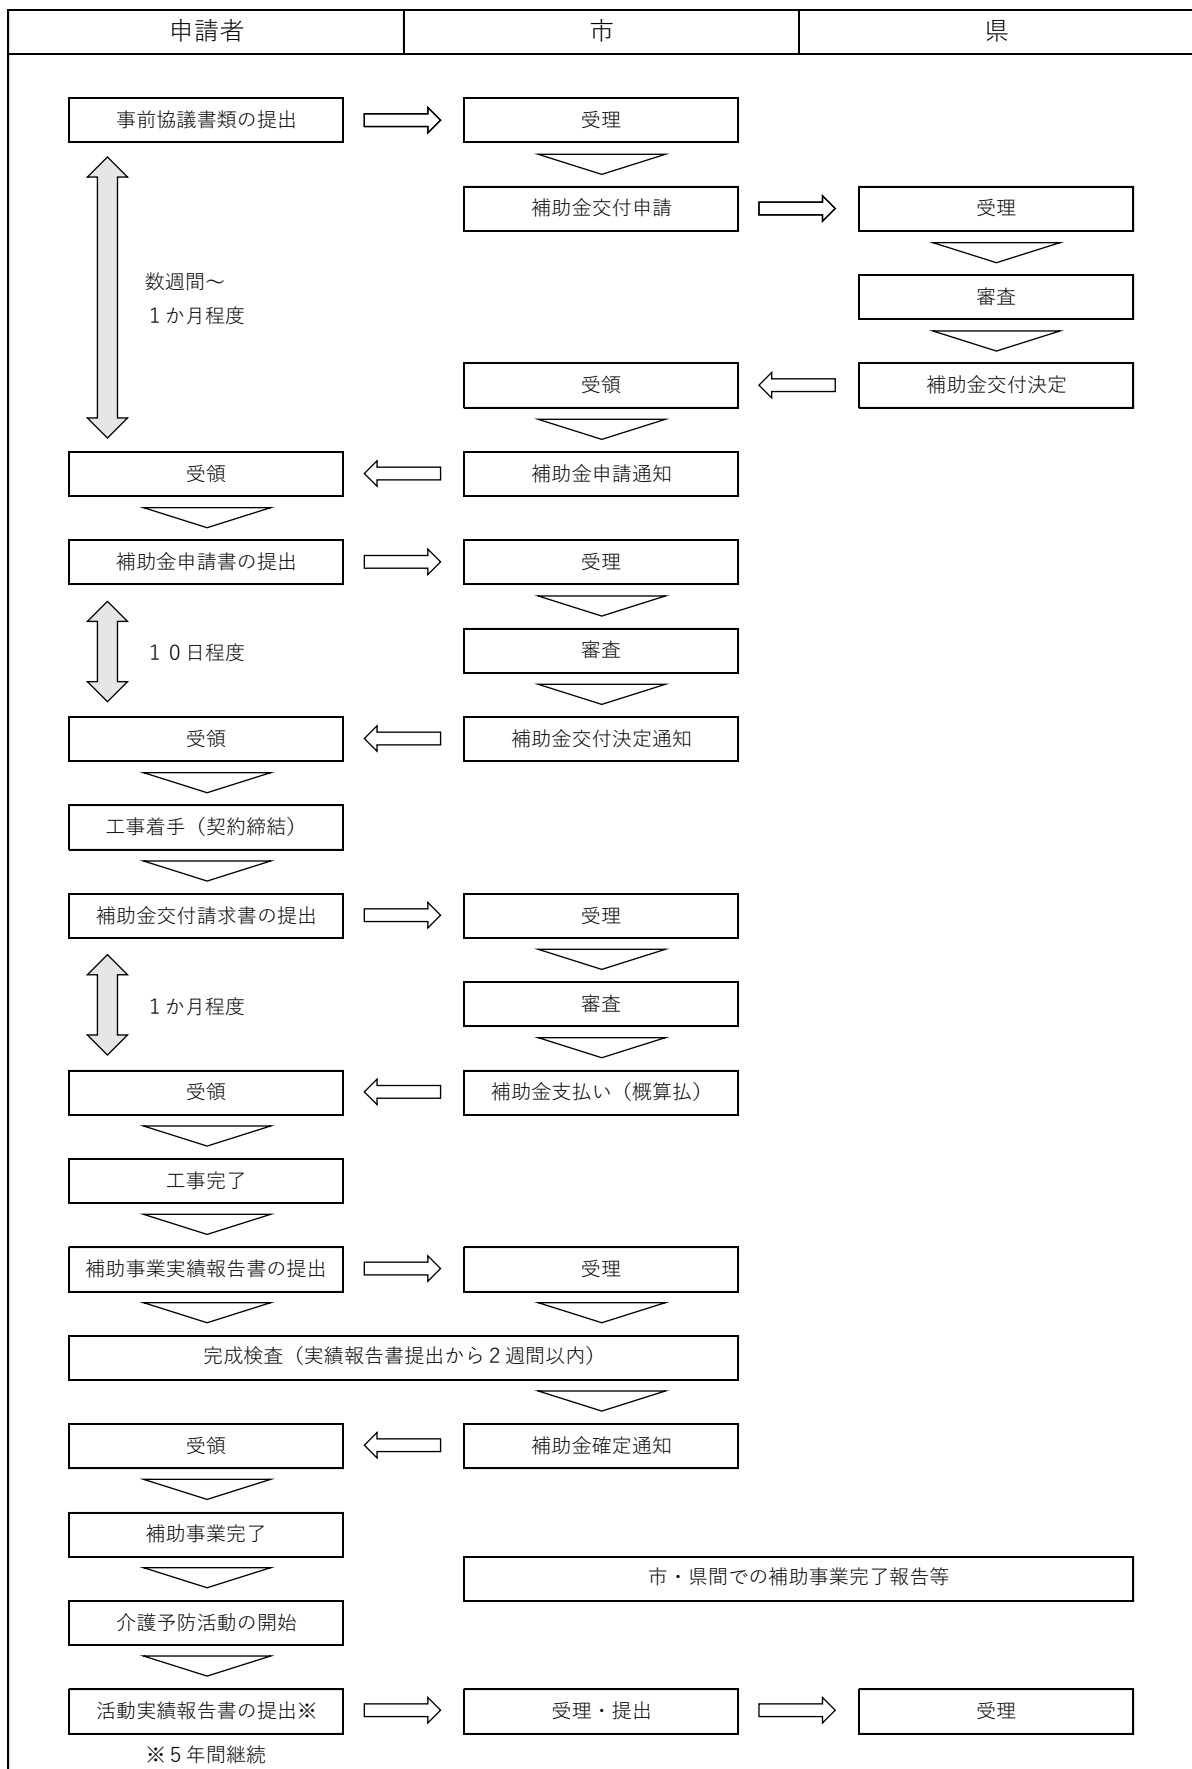 申請者 市 県
事前協議書類の提出 受理
補助金交付申請 受理
数週間～
１か月程度
審査
受領 補助金交付決定
受領 補助金申請通知
補助金申請書の提出 受理
１０日程度 審査
受領 補助金交付決定通知
工事着手（契約締結）
補助金交付請求書の提出 受理
１か月程度 審査
受領 補助金支払い（概算払）
工事完了
補助事業実績報告書の提出 受理
完成検査（実績報告書提出から２週間以内）
受領 補助金確定通知
補助事業完了
市・県間での補助事業完了報告等
介護予防活動の開始
活動実績報告書の提出※ 受理・提出 受理
※５年間継続